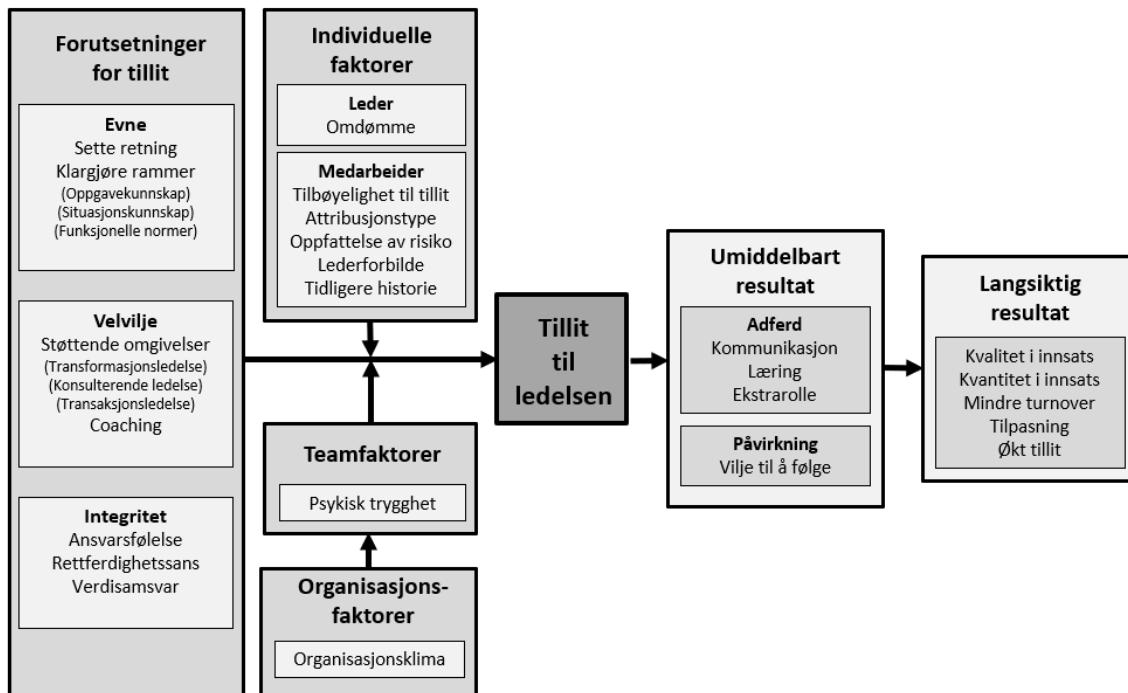 Forutsetninger
for tillit
Evne
Sette retning
Klargjøre rammer
(Oppgavekunnskap)
(Situasjonskunnskap)
(Funksjonelle normer)
Velvilje
Støttende omgivelser
(Transformasjonsledelse)
(Konsulterende ledelse)
(Transaksjonsledelse)
Coaching
Integritet
Ansvarsfølelse
Rettferdighetssans
Verdisamsvar
Individuelle
faktorer
Leder
Omdømme
Medarbeider
Tilbøyelighet til tillit
Attribusjonstype
Oppfattelse av risiko
Lederforbilde
Tidligere historie
Teamfaktorer
Psykisk trygghet
Organisasjons-
faktorer
Organisasjonsklima
Tillit
til
ledelsen
Umiddelbart
resultat
Adferd
Kommunikasjon
Læring
Ekstrarolle
Påvirkning
Vilje til å følge
Langsiktig
resultat
Kvalitet i innsats
Kvantitet i innsats
Mindre turnover
Tilpasning
Økt tillit